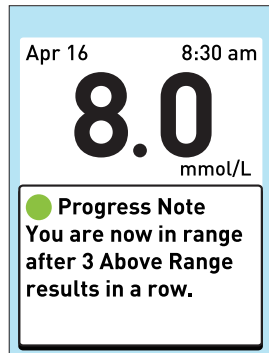 Apr 16 8:30 am
8.0
mmol/L
Progress Note
You are now in range
after 3 Above Range
results in a row.